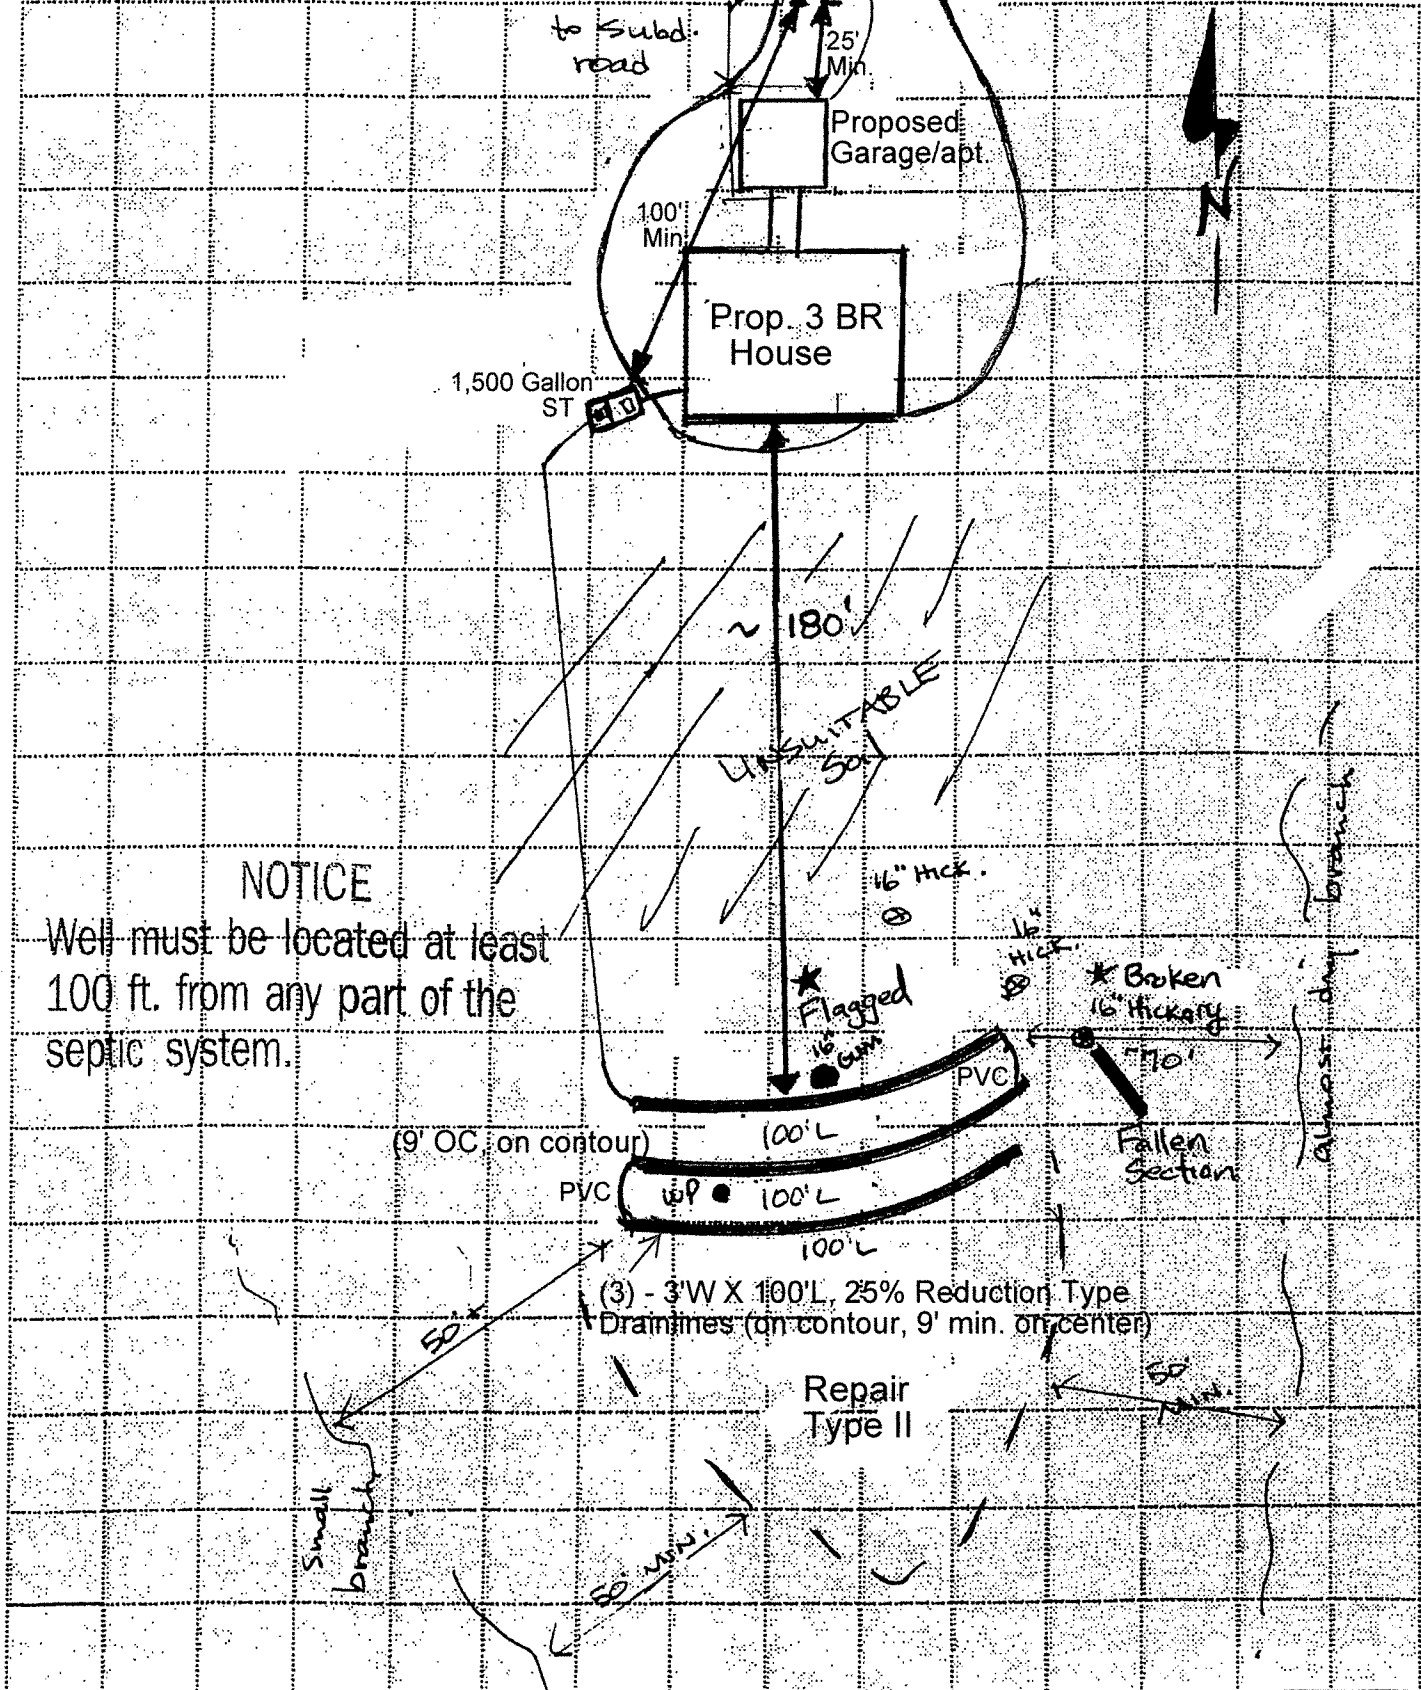 to Subd.
road
25'
Min
Proposed
Garage/apt.
N
100'
Min
Prop. 3 BR
House
1,500 Gallon
ST
~ 180'
UNSUITABLE
Soil
16" Hick.
NOTICE
Well must be located at least
100 ft. from any part of the
septic system.
16"
Hick.
Flagged
16"
Gum
Broken
16" Hickory
70'
Fallen
Section
almost dry branch
PVC
(9' OC, on contour)
100'L
PVC
WP
100'L
100'L
(3) - 3'W X 100'L, 25% Reduction Type
Drainlines (on contour, 9' min. on center)
50'
Repair
Type II
50'
MIN.
Small
branch
50' MIN.